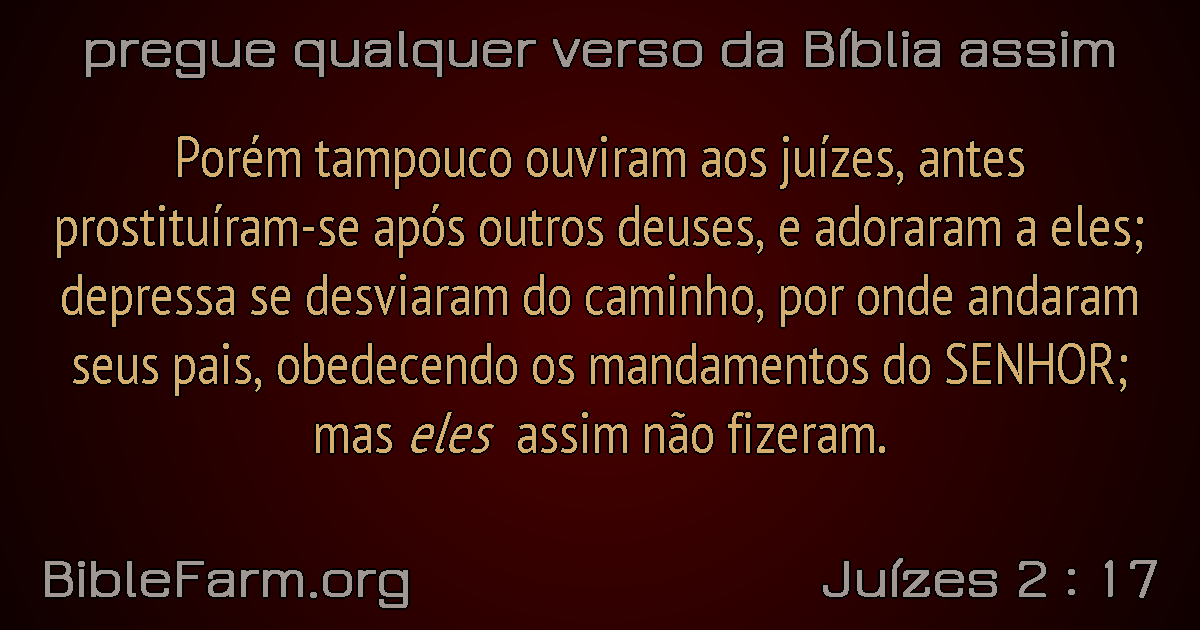 pregue qualquer verso da Bíblia assim
Porém tampouco ouviram aos juízes, antes
prostituíram-se após outros deuses, e adoraram a eles;
depressa se desviaram do caminho, por onde andaram
seus pais, obedecendo os mandamentos do SENHOR;
mas eles assim não fizeram.
BibleFarm.org
Juízes 2 : 17